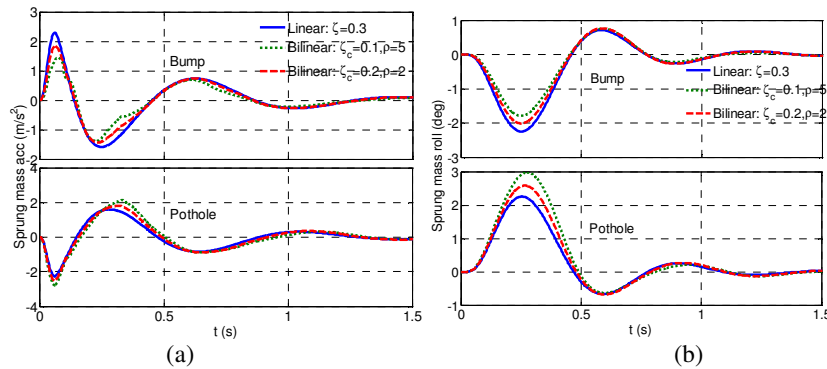 3
2
1
0
-1
2
4
2
0
-2
-4
0
0.5
1
1.5
Sprung mass acc (m/s²)
t (s)
Bump
Pothole
Linear: ζ=0.3
Bilinear: ζc=0.1,ρ=5
Bilinear: ζc=0.2,ρ=2
(a)
1
0
-1
-2
-3
3
2
1
0
-1
0
0.5
1
1.5
Sprung mass roll (deg)
t (s)
Bump
Pothole
Linear: ζ=0.3
Bilinear: ζc=0.1,ρ=5
Bilinear: ζc=0.2,ρ=2
(b)